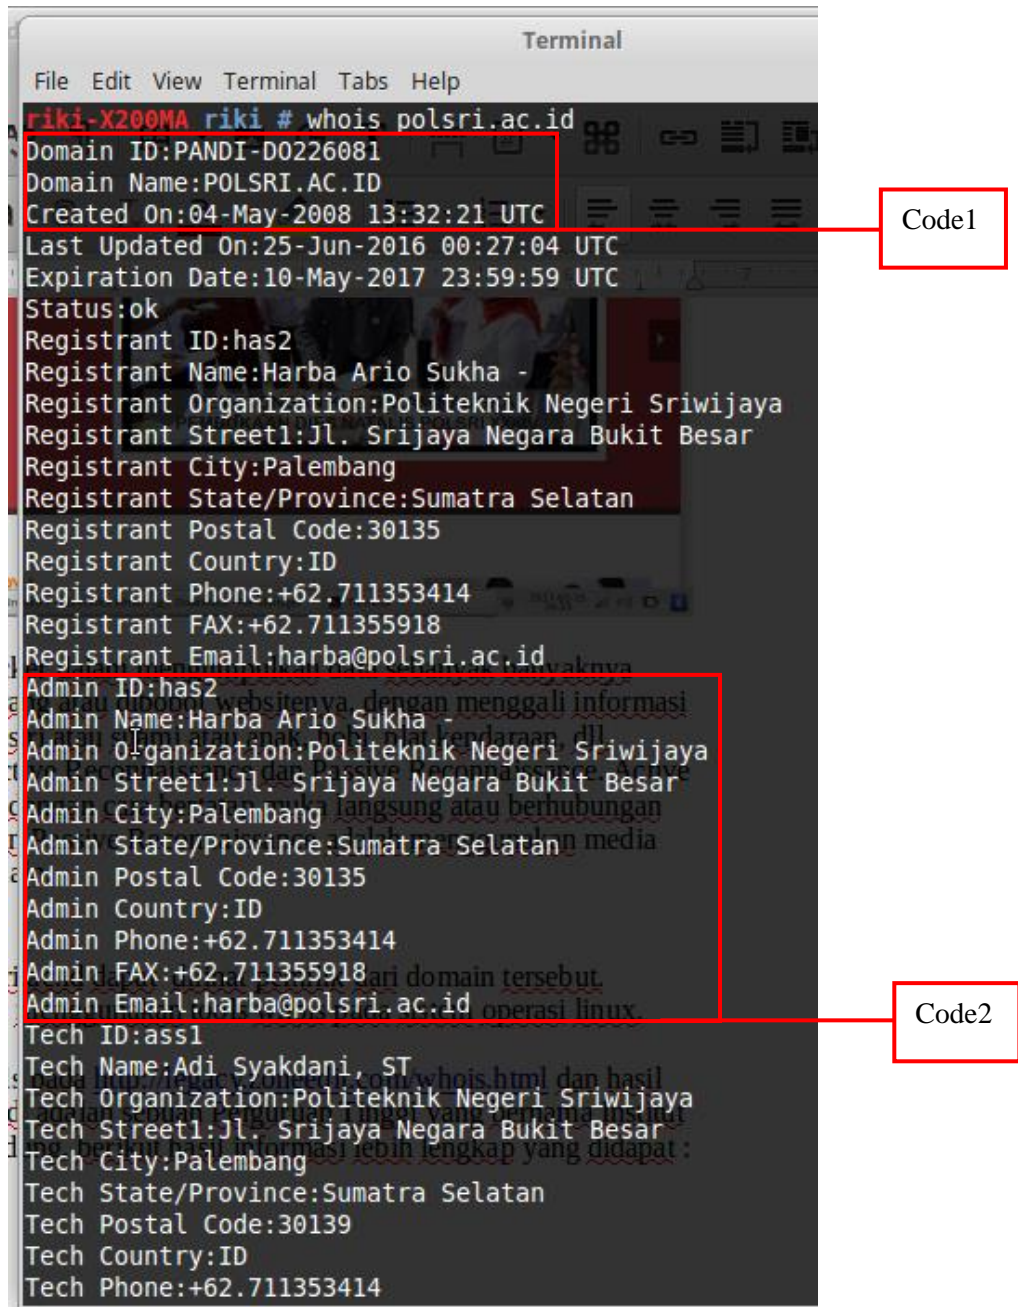 Terminal
File Edit View Terminal Tabs Help
riki-X200MA riki # whois polsri.ac.id
Domain ID:PANDI-DO226081
Domain Name:POLSRI.AC.ID
Created On:04-May-2008 13:32:21 UTC
Code1
Last Updated On:25-Jun-2016 00:27:04 UTC
Expiration Date:10-May-2017 23:59:59 UTC
Status:ok
Registrant ID:has2
Registrant Name:Harba Ario Sukha -
Registrant Organization:Politeknik Negeri Sriwijaya
Registrant Street1:Jl. Srijaya Negara Bukit Besar
Registrant City:Palembang
Registrant State/Province:Sumatra Selatan
Registrant Postal Code:30135
Registrant Country:ID
Registrant Phone:+62.711353414
Registrant FAX:+62.711355918
Registrant Email:harba@polsri.ac.id
Admin ID:has2
Admin Name:Harba Ario Sukha -
Admin Organization:Politeknik Negeri Sriwijaya
Admin Street1:Jl. Srijaya Negara Bukit Besar
Admin City:Palembang
Admin State/Province:Sumatra Selatan
Admin Postal Code:30135
Admin Country:ID
Admin Phone:+62.711353414
Admin FAX:+62.711355918
Admin Email:harba@polsri.ac.id
Code2
Tech ID:ass1
Tech Name:Adi Syakdani, ST
Tech Organization:Politeknik Negeri Sriwijaya
Tech Street1:Jl. Srijaya Negara Bukit Besar
Tech City:Palembang
Tech State/Province:Sumatra Selatan
Tech Postal Code:30139
Tech Country:ID
Tech Phone:+62.711353414